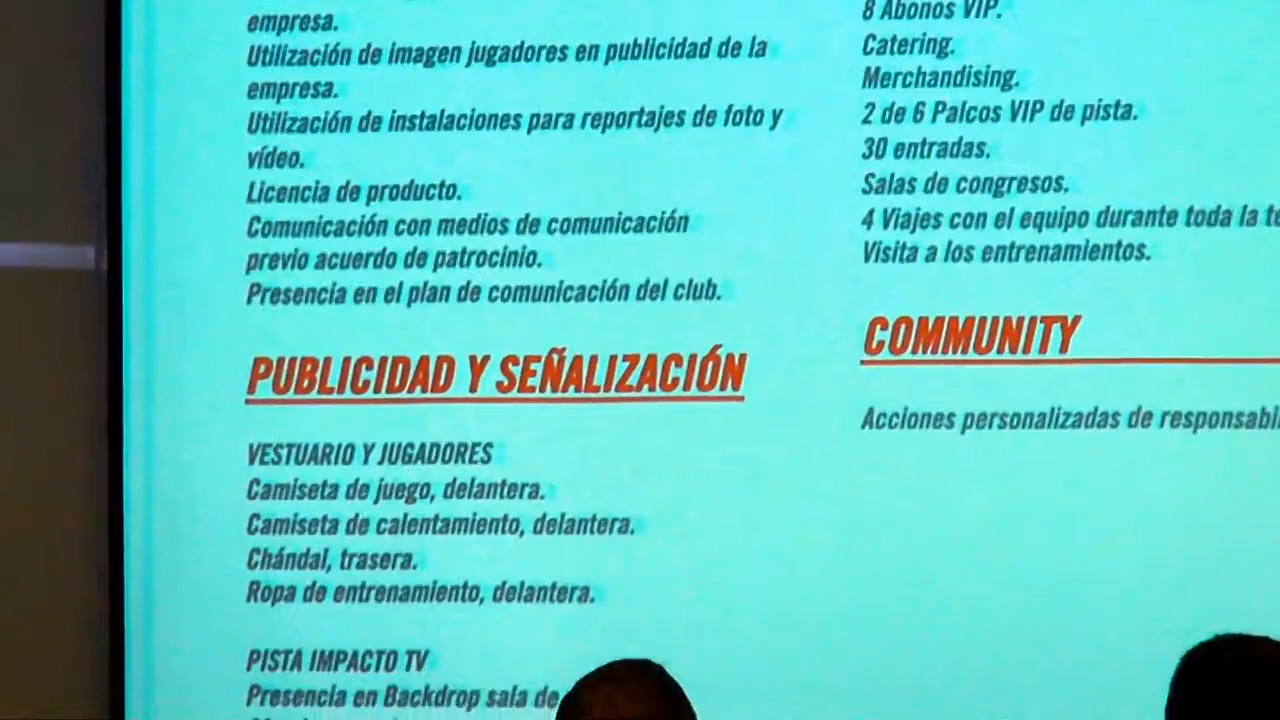 empresa.
Utilización de imagen jugadores en publicidad de la
empresa.
Utilización de instalaciones para reportajes de foto y
vídeo.
Licencia de producto.
Comunicación con medios de comunicación
previo acuerdo de patrocinio.
Presencia en el plan de comunicación del club.
PUBLICIDAD Y SEÑALIZACIÓN
VESTUARIO Y JUGADORES
Camiseta de juego, delantera.
Camiseta de calentamiento, delantera.
Chándal, trasera.
Ropa de entrenamiento, delantera.
PISTA IMPACTO TV
Presencia en Backdrop sala de
8 Abonos VIP.
Catering.
Merchandising.
2 de 6 Palcos VIP de pista.
30 entradas.
Salas de congresos.
4 Viajes con el equipo durante toda la
Visita a los entrenamientos.
COMMUNITY
Acciones personalizadas de